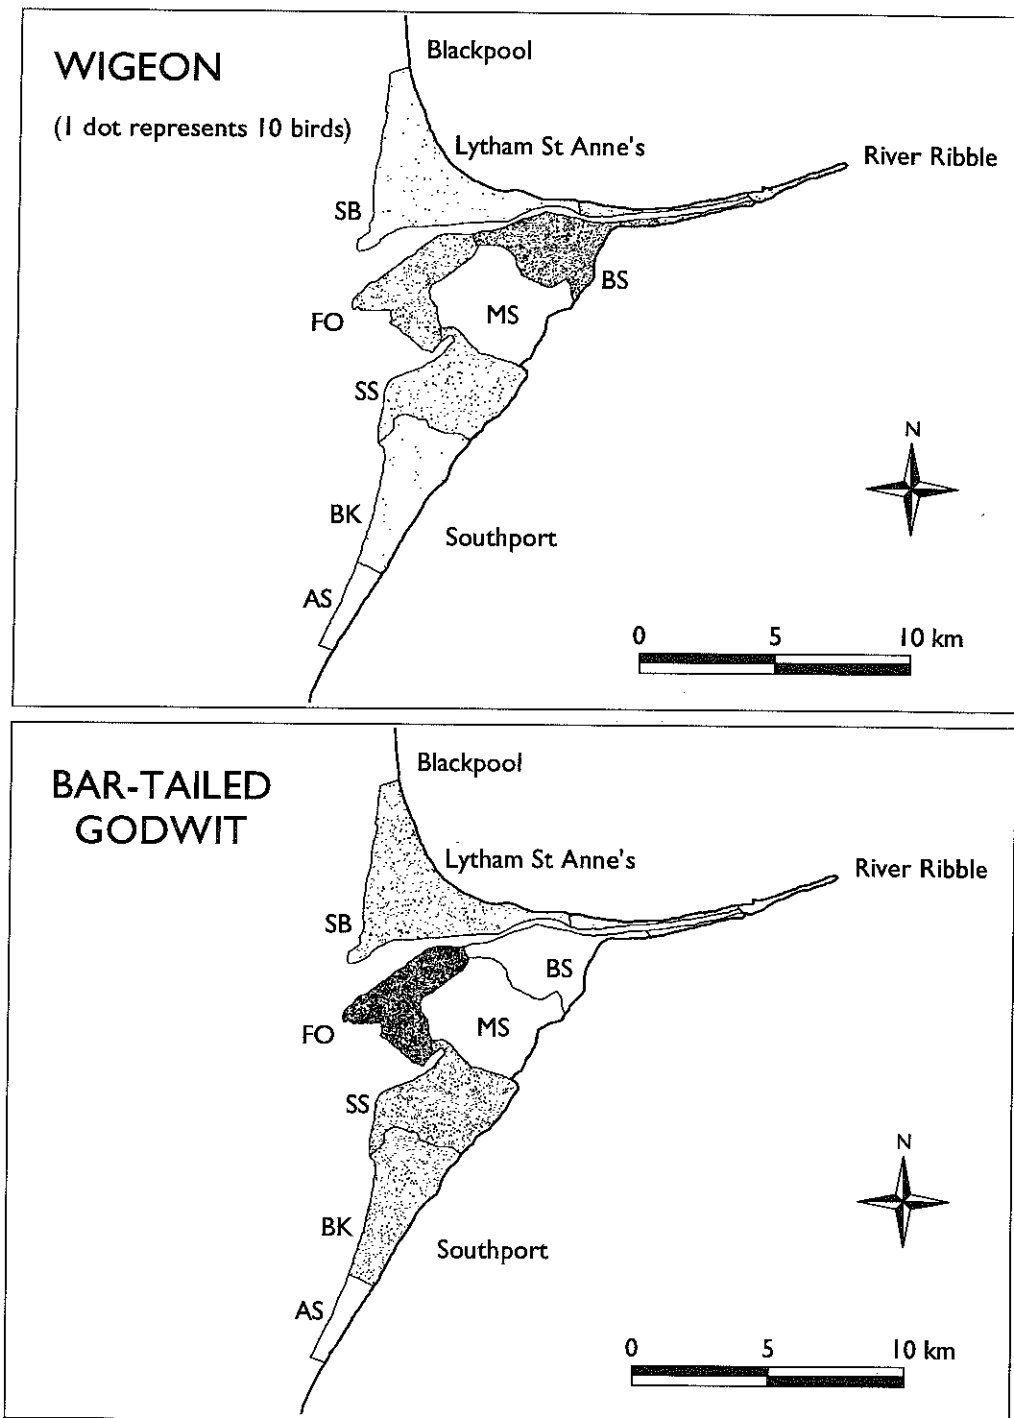 WIGEON
(1 dot represents 10 birds)
Blackpool
Lytham St Anne's
River Ribble
SB
BS
FO
MS
SS
N
BK
Southport
AS
0 5 10 km
BAR-TAILED
GODWIT
Blackpool
Lytham St Anne's
River Ribble
SB
BS
FO
MS
SS
N
BK
Southport
AS
0 5 10 km